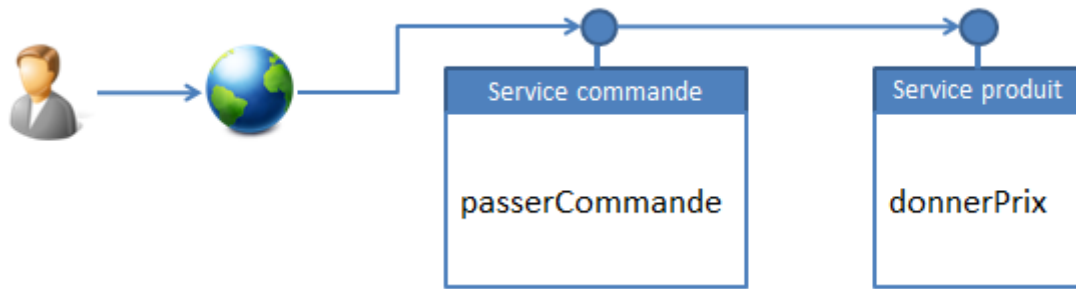 Service commande
Service produit
passerCommande
donnerPrix